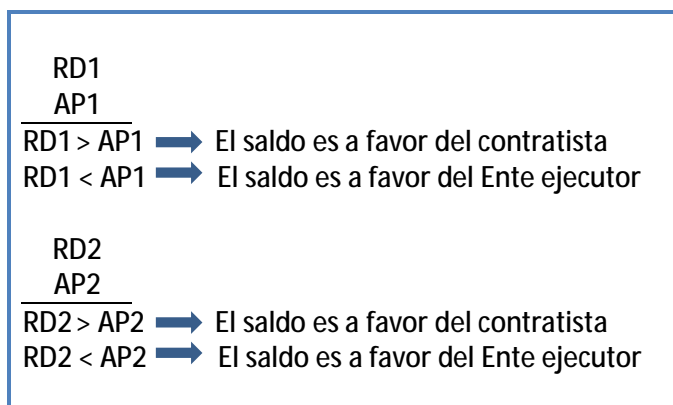 RD1
AP1
RD1 > AP1 El saldo es a favor del contratista
RD1 < AP1 El saldo es a favor del Ente ejecutor
RD2
AP2
RD2 > AP2 El saldo es a favor del contratista
RD2 < AP2 El saldo es a favor del Ente ejecutor